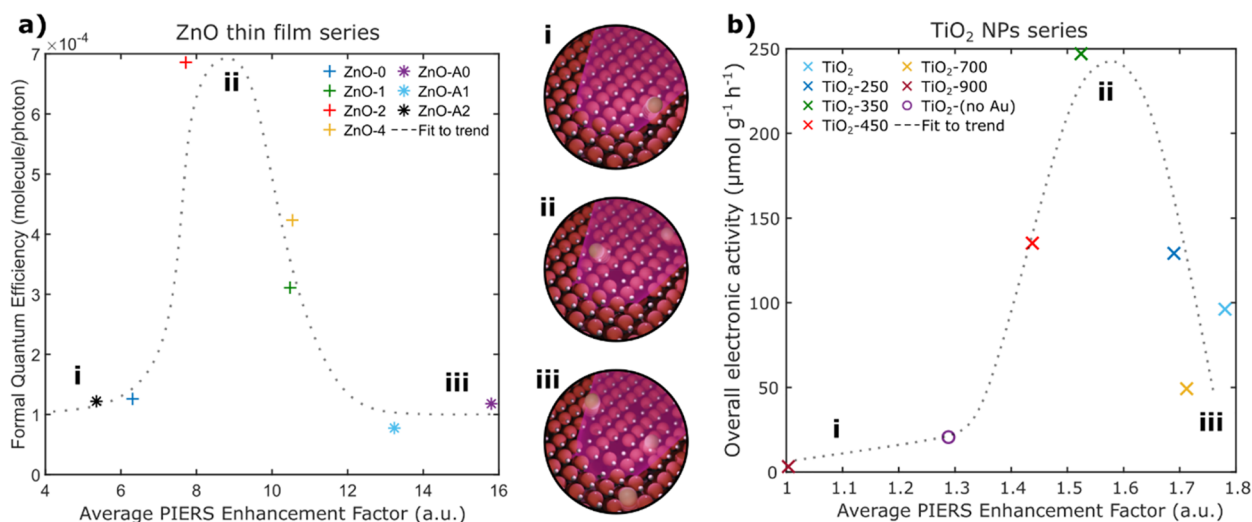 a)
ZnO thin film series
×10⁻⁴
7
6
5
4
3
2
1
0
4
6
8
10
12
14
16
Formal Quantum Efficiency (molecule/photon)
Average PIERS Enhancement Factor (a.u.)
ZnO-0
ZnO-1
ZnO-2
ZnO-4
ZnO-A0
ZnO-A1
ZnO-A2
Fit to trend
i
ii
iii
i
ii
iii
b)
TiO₂ NPs series
250
200
150
100
50
0
1
1.1
1.2
1.3
1.4
1.5
1.6
1.7
1.8
Overall electronic activity (μmol g⁻¹ h⁻¹)
Average PIERS Enhancement Factor (a.u.)
TiO₂
TiO₂-250
TiO₂-350
TiO₂-450
TiO₂-700
TiO₂-900
TiO₂-(no Au)
Fit to trend
i
ii
iii